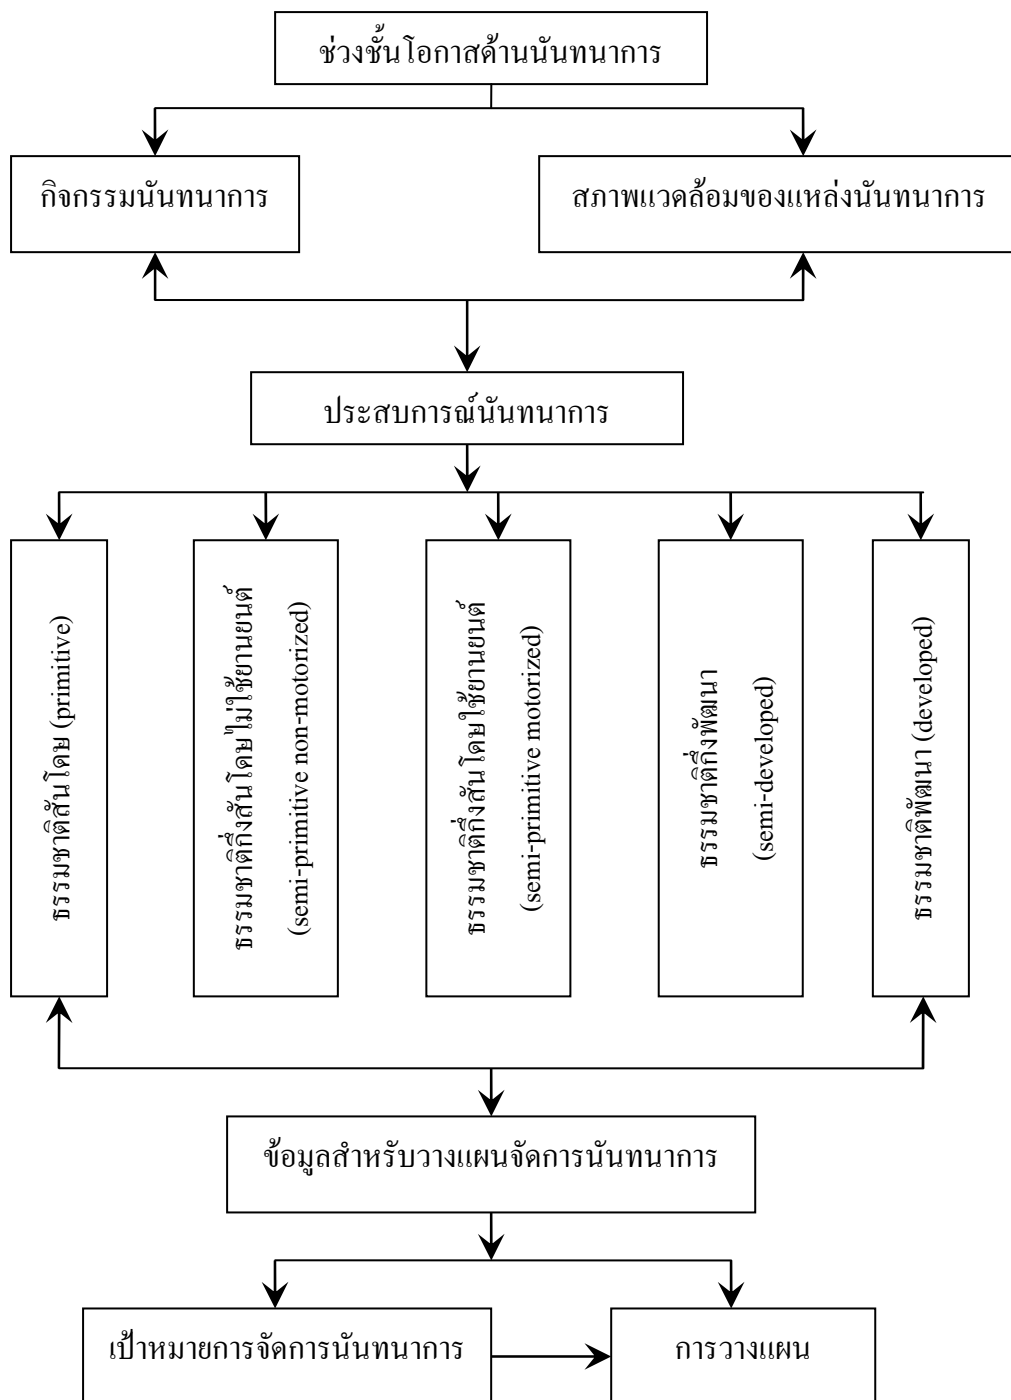 ช่วงชั้นโอกาสด้านนันทนาการ
กิจกรรมนันทนาการ
สภาพแวดล้อมของแหล่งนันทนาการ
ประสบการณ์นันทนาการ
ธรรมชาติสันโดษ (primitive)
ธรรมชาติกึ่งสันโดษไม่ใช้ยานยนต์
(semi-primitive non-motorized)
ธรรมชาติกึ่งสันโดษใช้ยานยนต์
(semi-primitive motorized)
ธรรมชาติกึ่งพัฒนา
(semi-developed)
ธรรมชาติพัฒนา (developed)
ข้อมูลสำหรับวางแผนจัดการนันทนาการ
เป้าหมายการจัดการนันทนาการ
การวางแผน